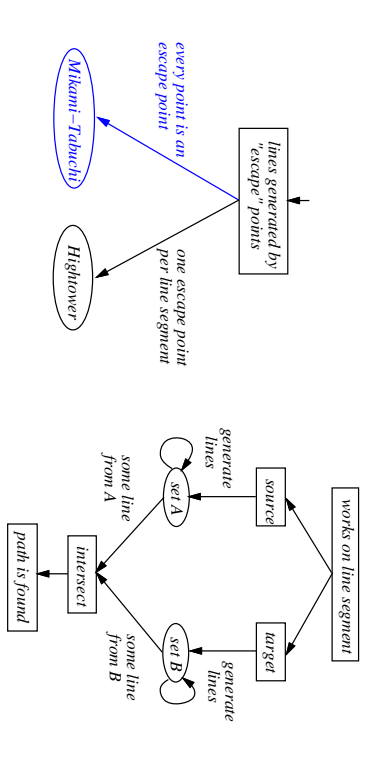 lines generated by
"escape" points
every point is an
escape point
one escape point
per line segment
Mikami-Tabuchi
Hightower
works on line segment
source
target
generate
lines
generate
lines
set A
set B
some line
from A
some line
from B
intersect
path is found